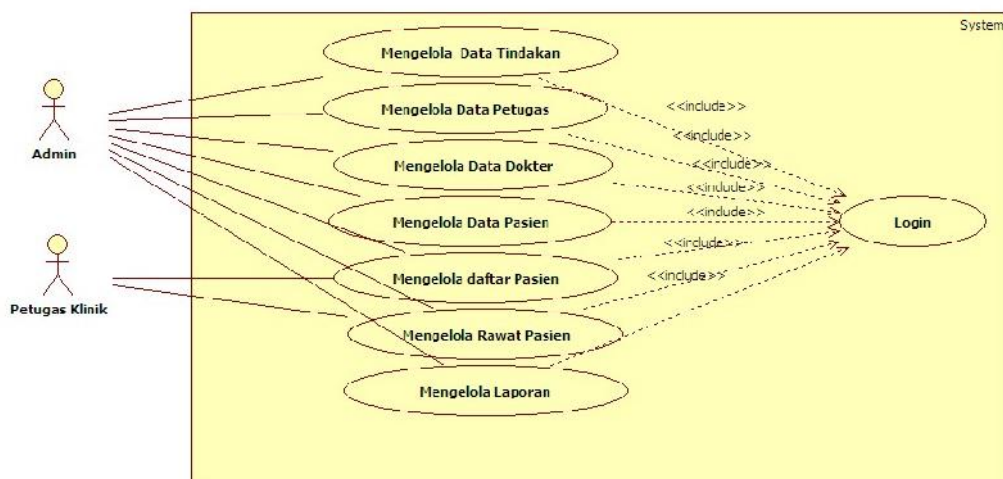 System
Mengelola Data Tindakan
<<include>>
Mengelola Data Petugas
<<include>>
Admin
Mengelola Data Dokter
<<include>>
<<include>>
Mengelola Data Pasien
<<include>>
Login
<<include>>
Mengelola daftar Pasien
<<include>>
Petugas Klinik
Mengelola Rawat Pasien
Mengelola Laporan